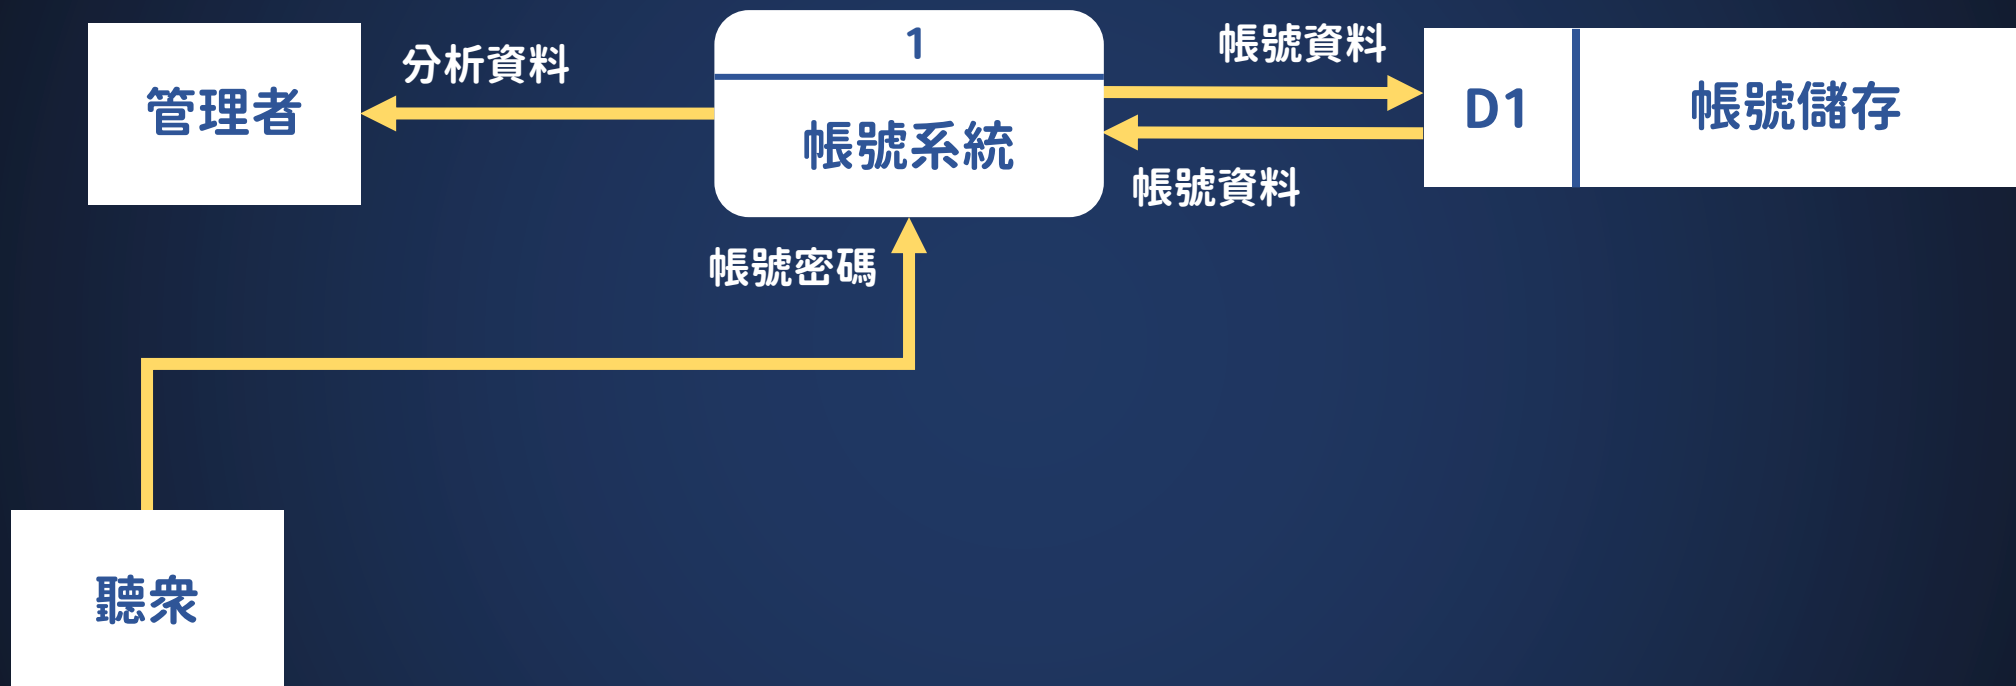 管理者
分析資料
1
帳號系統
帳號資料
帳號資料
D1
帳號儲存
帳號密碼
聽眾